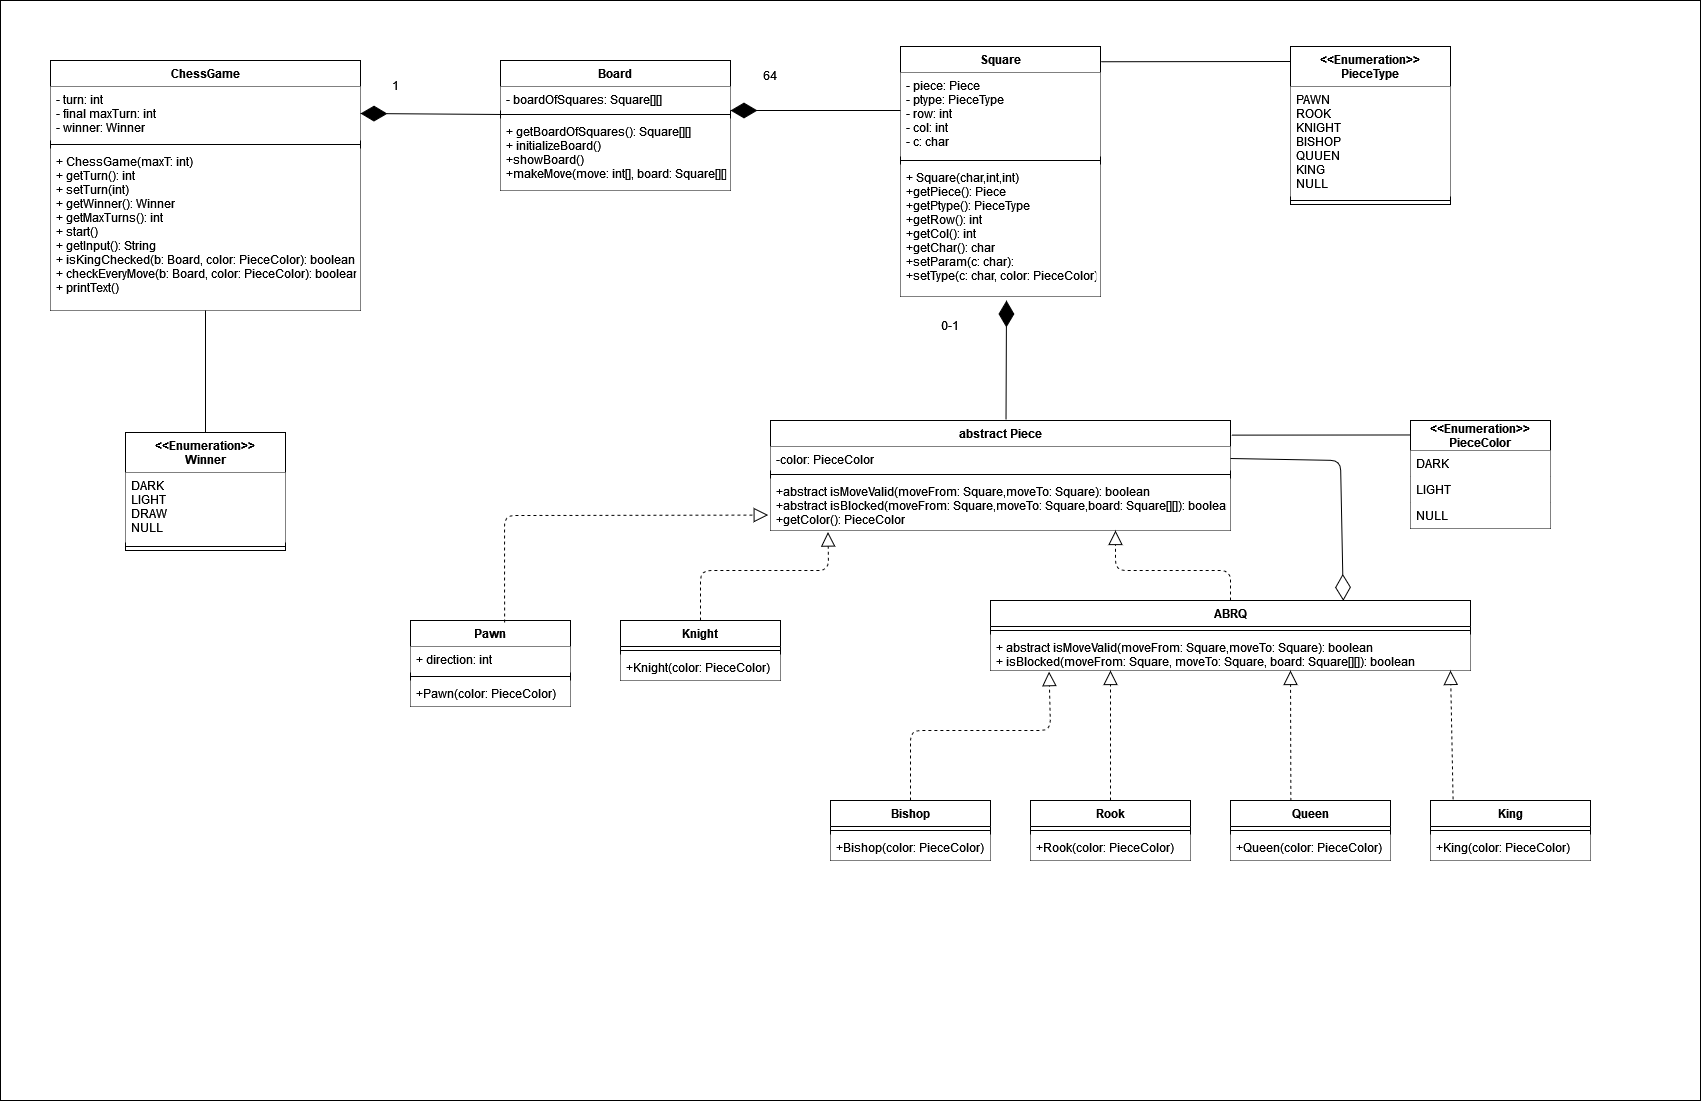 ChessGame
- turn: int
- final maxTurn: int
- winner: Winner
+ ChessGame(maxT: int)
+ getTurn(): int
+ setTurn(int)
+ getWinner(): Winner
+ getMaxTurns(): int
+ start()
+ getInput(): String
+ isKingChecked(b: Board, color: PieceColor): boolean
+ checkEveryMove(b: Board, color: PieceColor): boolear
+ printText()
1
Board
- boardOfSquares: Square[][]
+ getBoardOfSquares(): Square[][]
+ initializeBoard()
+showBoard()
+makeMove(move: int[], board: Square[][]
64
Square
- piece: Piece
- ptype: PieceType
- row: int
- col: int
- c: char
+ Square(char,int,int)
+getPiece(): Piece
+getPtype(): PieceType
+getRow(): int
+getCol(): int
+getChar(): char
+setParam(c: char):
+setType(c: char, color: PieceColor)
<<Enumeration>>
PieceType
PAWN
ROOK
KNIGHT
BISHOP
QUUEN
KING
NULL
0-1
<<Enumeration>>
Winner
DARK
LIGHT
DRAW
NULL
abstract Piece
-color: PieceColor
+abstract isMoveValid(moveFrom: Square,moveTo: Square): boolean
+abstract isBlocked(moveFrom: Square,moveTo: Square,board: Square[][]): boolea
+getColor(): PieceColor
<<Enumeration>>
PieceColor
DARK
LIGHT
NULL
Pawn
+ direction: int
+Pawn(color: PieceColor)
Knight
+Knight(color: PieceColor)
ABRQ
+ abstract isMoveValid(moveFrom: Square,moveTo: Square): boolean
+ isBlocked(moveFrom: Square, moveTo: Square, board: Square[][]): boolean
Bishop
+Bishop(color: PieceColor)
Rook
+Rook(color: PieceColor)
Queen
+Queen(color: PieceColor)
King
+King(color: PieceColor)